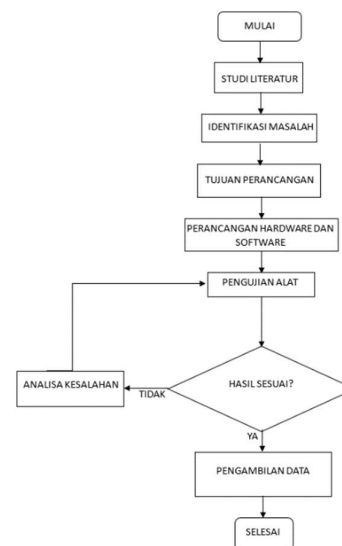 MULAI
STUDI LITERATUR
IDENTIFIKASI MASALAH
TUJUAN PERANCANGAN
PERANCANGAN HARDWARE DAN
SOFTWARE
PENGUJIAN ALAT
ANALISA KESALAHAN
TIDAK
HASIL SESUAI?
YA
PENGAMBILAN DATA
SELESAI